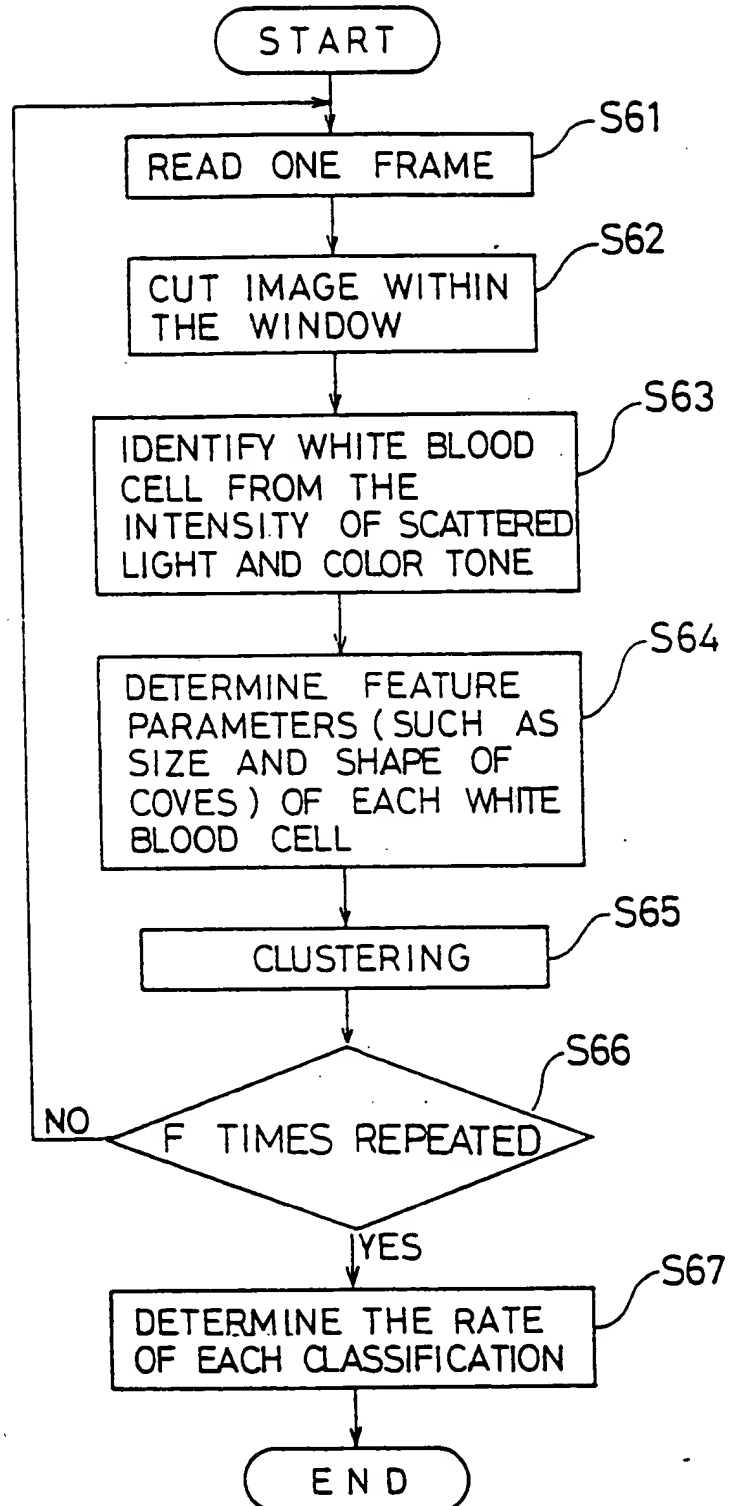 START
S61
READ ONE FRAME
S62
CUT IMAGE WITHIN
THE WINDOW
S63
IDENTIFY WHITE BLOOD
CELL FROM THE
INTENSITY OF SCATTERED
LIGHT AND COLOR TONE
S64
DETERMINE FEATURE
PARAMETERS (SUCH AS
SIZE AND SHAPE OF
COVES) OF EACH WHITE
BLOOD CELL
S65
CLUSTERING
S66
NO
F TIMES REPEATED
YES
S67
DETERMINE THE RATE
OF EACH CLASSIFICATION
END